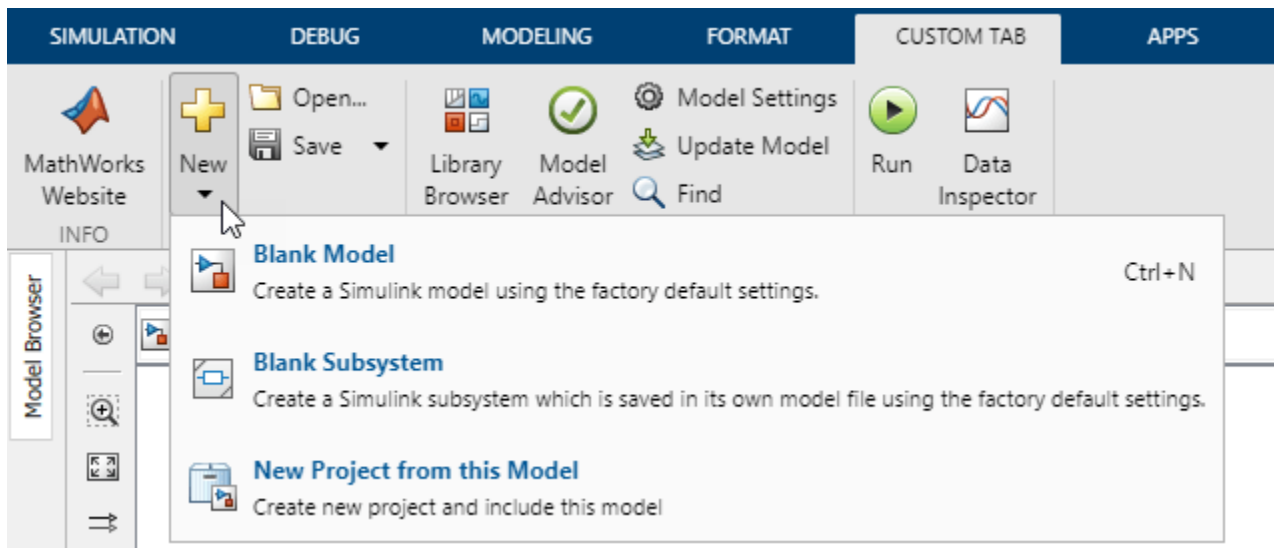 SIMULATION DEBUG MODELING FORMAT CUSTOM TAB APPS
MathWorks Website
New
Open...
Save
Library Browser
Model Advisor
Model Settings
Update Model
Find
Run
Data Inspector
INFO
Model Browser
Blank Model
Create a Simulink model using the factory default settings.
Ctrl+N
Blank Subsystem
Create a Simulink subsystem which is saved in its own model file using the factory default settings.
New Project from this Model
Create new project and include this model